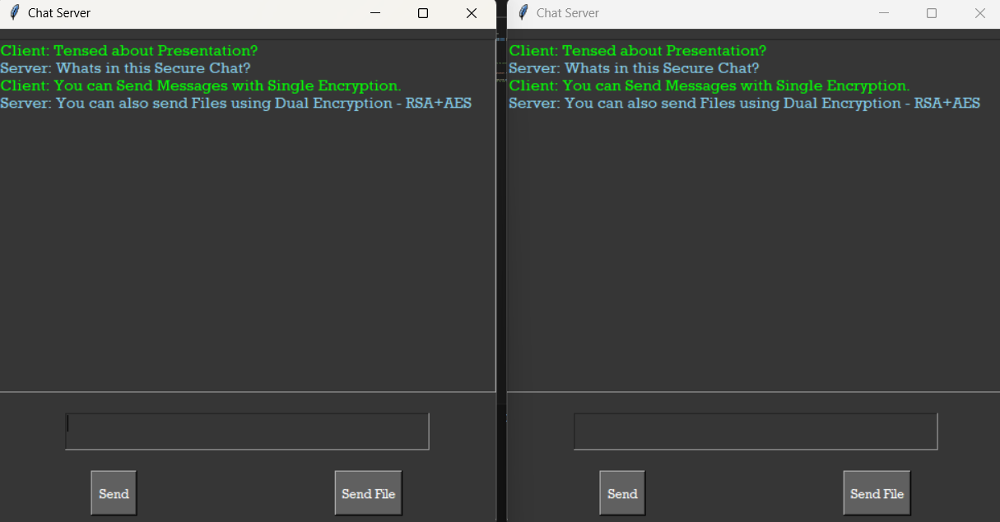 Chat Server
Client: Tensed about Presentation?
Server: Whats in this Secure Chat?
Client: You can Send Messages with Single Encryption.
Server: You can also send Files using Dual Encryption - RSA+AES
Send
Send File
Chat Server
Client: Tensed about Presentation?
Server: Whats in this Secure Chat?
Client: You can Send Messages with Single Encryption.
Server: You can also send Files using Dual Encryption - RSA+AES
Send
Send File